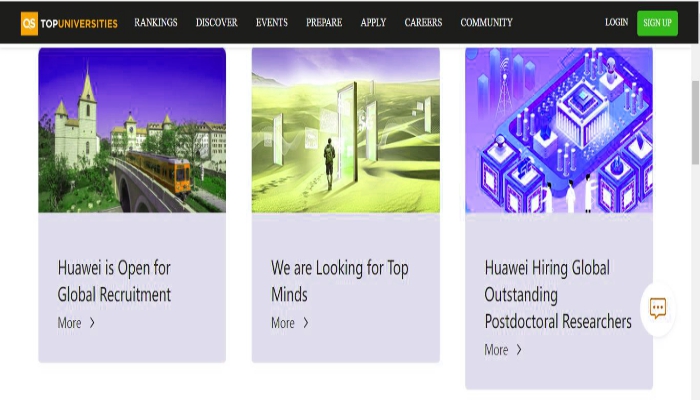 QS TOPUNIVERSITIES RANKINGS DISCOVER EVENTS PREPARE APPLY CAREERS COMMUNITY LOGIN SIGN UP
Huawei is Open for
Global Recruitment
More
We are Looking for Top
Minds
More
Huawei Hiring Global
Outstanding
Postdoctoral Researchers
More